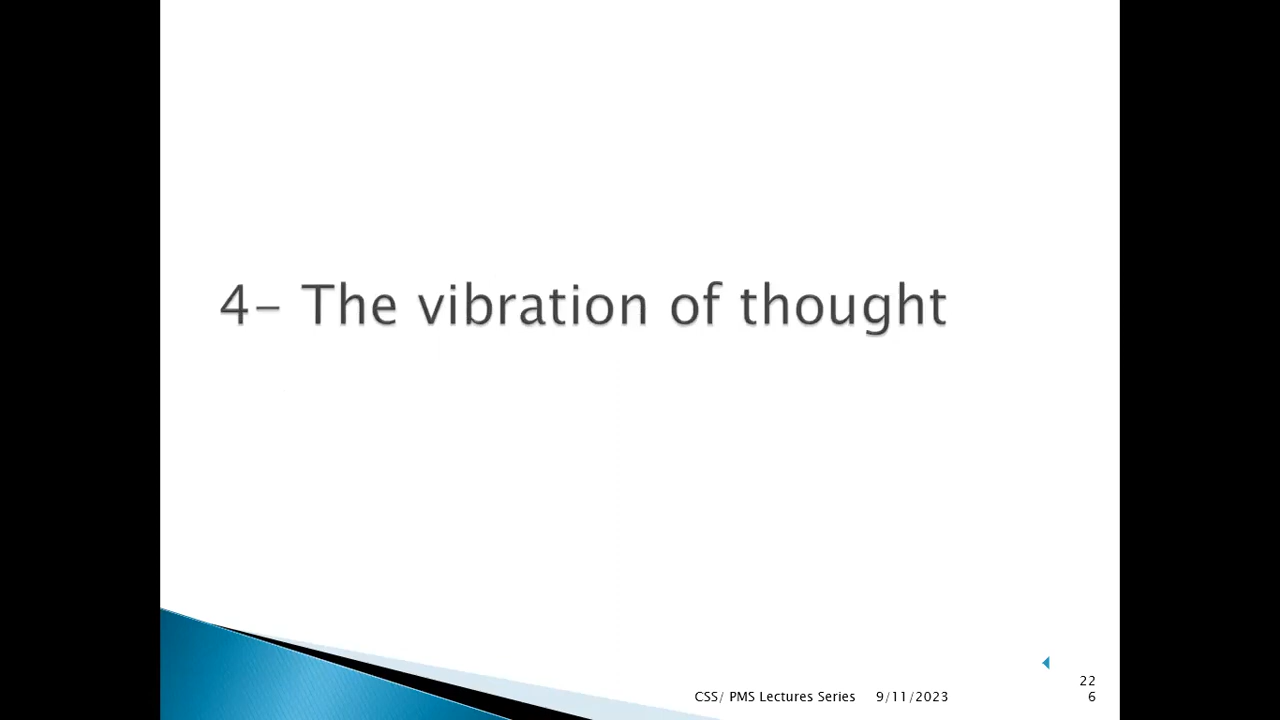 4- The vibration of thought
CSS/ PMS Lectures Series 9/11/2023
22
6